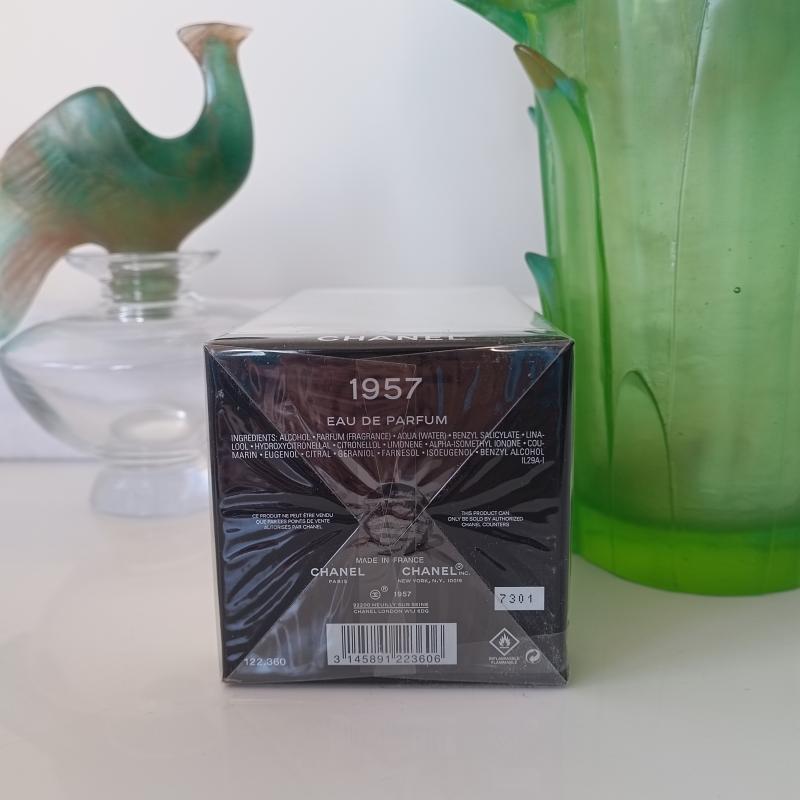 CHANEL
1957
EAU DE PARFUM
INGREDIENTS: ALCOHOL • PARFUM (FRAGRANCE) • AQUA (WATER) • BENZYL SALICYLATE • LINA-
LOOL • HYDROXYCITRONELLAL • CITRONELLOL • LIMONENE • ALPHA-ISOMETHYL IONONE • COU-
MARIN • EUGENOL • CITRAL • GERANIOL • FARNESOL • ISOEUGENOL • BENZYL ALCOHOL
IL29A-I
CE PRODUIT NE PEUT ÊTRE VENDU
QUE PAR LES POINTS DE VENTE
AUTORISÉS PAR CHANEL
THIS PRODUCT CAN
ONLY BE SOLD BY AUTHORIZED
CHANEL COUNTERS
MADE IN FRANCE
CHANEL
PARIS
CHANEL® INC.
NEW YORK, N.Y. 10019
® 1957
92200 NEUILLY SUR SEINE
CHANEL LONDON W1J 6DG
7301
122.360
3 145891 223606
INFLAMMABLE
FLAMMABLE